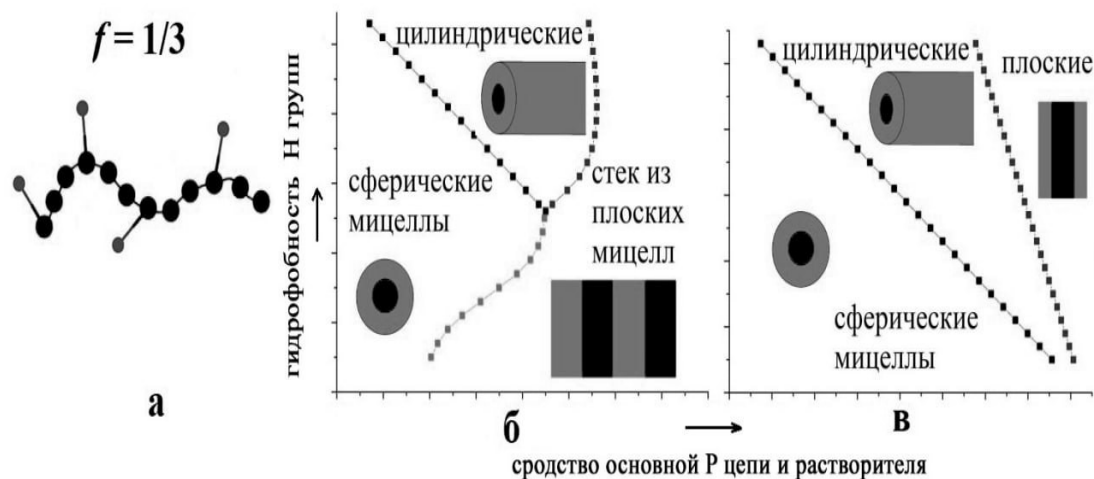 f = 1/3
а
гидрофобность Н групп
цилиндрические
сферические
мицеллы
стек из
плоских
мицелл
б
цилиндрические
плоские
сферические
мицеллы
в
сродство основной Р цепи и растворителя